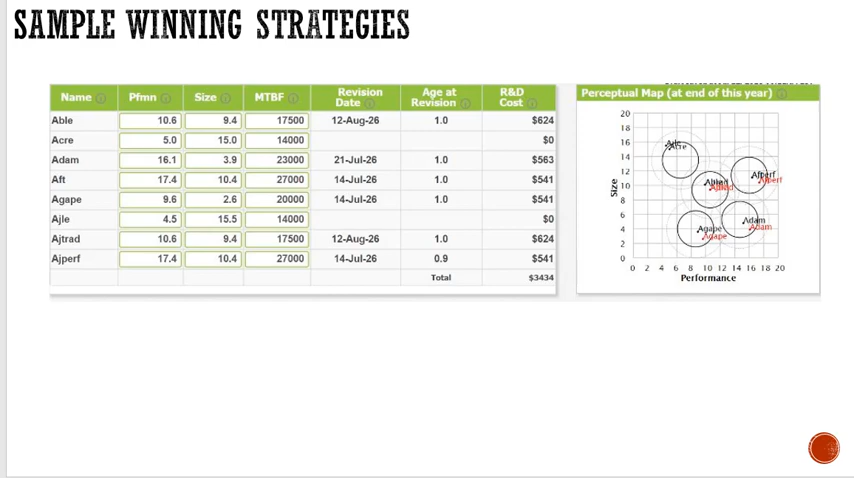 SAMPLE WINNING STRATEGIES
Name Pfmn Size MTBF Revision Date Age at Revision R&D Cost
Able 10.6 9.4 17500 12-Aug-26 1.0 $624
Acre 5.0 15.0 14000 $0
Adam 16.1 3.9 23000 21-Jul-26 1.0 $563
Aft 17.4 10.4 27000 14-Jul-26 1.0 $541
Agape 9.6 2.6 20000 14-Jul-26 1.0 $541
Ajle 4.5 15.5 14000 $0
Ajtrad 10.6 9.4 17500 12-Aug-26 1.0 $624
Ajperf 17.4 10.4 27000 14-Jul-26 0.9 $541
Total $3434
Perceptual Map (at end of this year)
20
18
16
14
12
10
8
6
4
2
0
Size
Acre
Adam
Adam
Agape
Agape
0 2 4 6 8 10 12 14 16 18 20
Performance